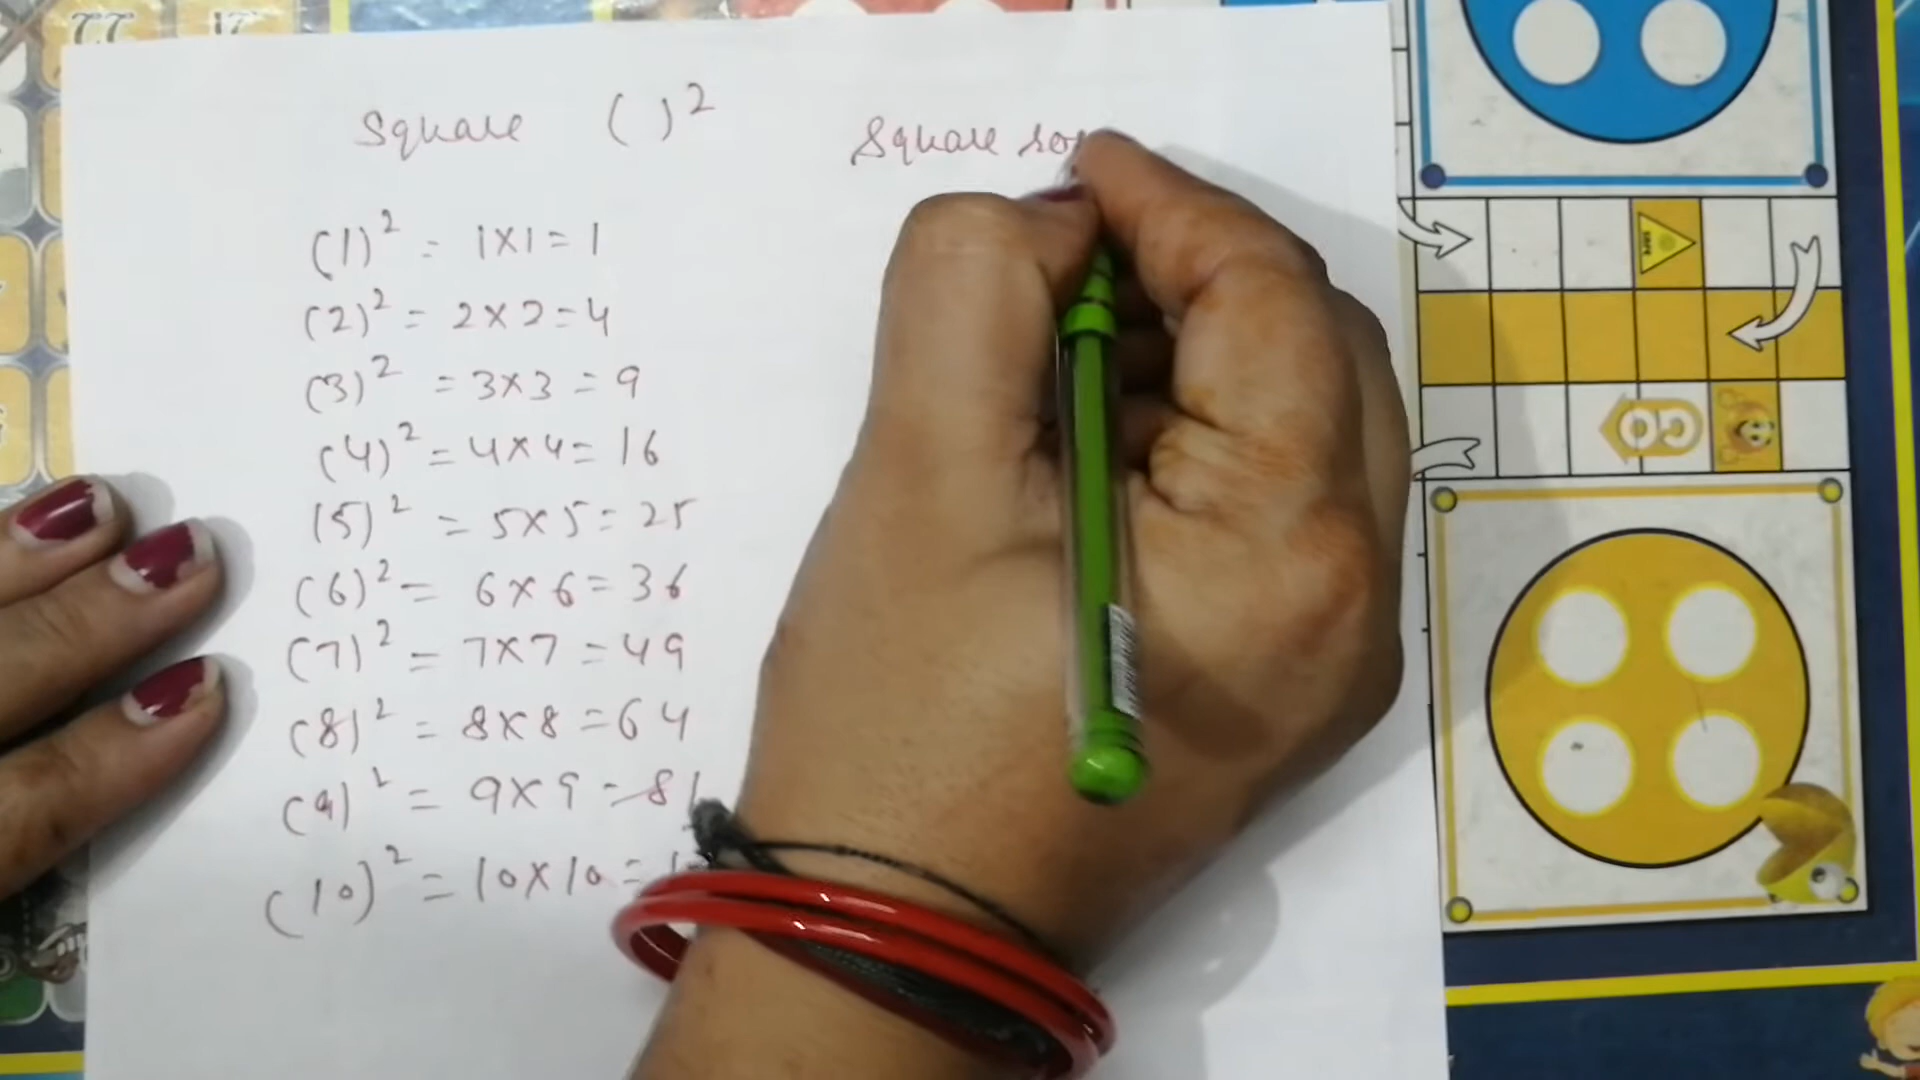 Square ( )²
Square
(1)² = 1×1=1
(2)² = 2×2=4
(3)² = 3×3=9
(4)² = 4×4=16
(5)² = 5×5=25
(6)² = 6×6=36
(7)² = 7×7=49
(8)² = 8×8=64
(9)² = 9×9=81
(10)² = 10×10=
GO